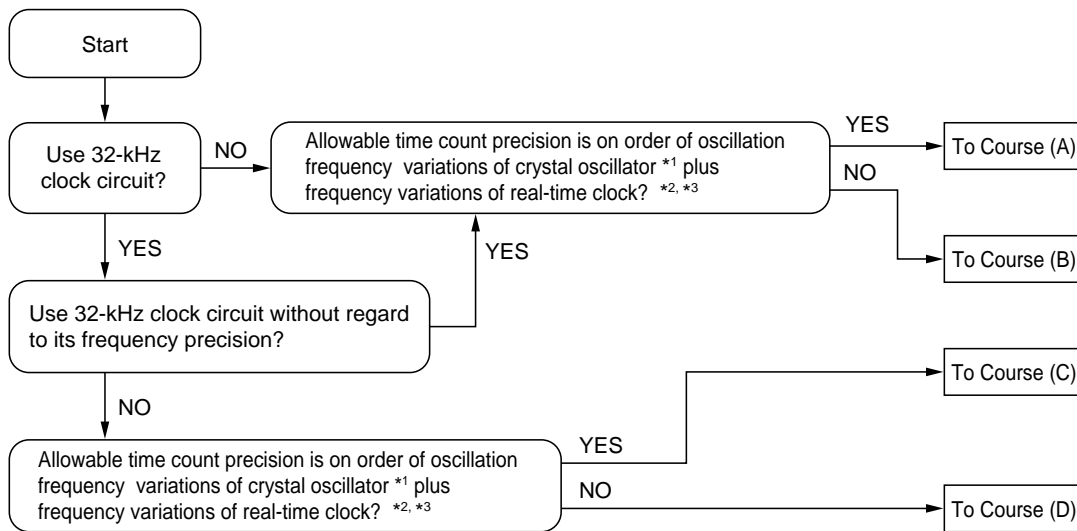 Start
Use 32-kHz
clock circuit?
NO
Allowable time count precision is on order of oscillation
frequency variations of crystal oscillator *1 plus
frequency variations of real-time clock? *2, *3
YES
To Course (A)
NO
To Course (B)
YES
YES
Use 32-kHz clock circuit without regard
to its frequency precision?
To Course (C)
NO
Allowable time count precision is on order of oscillation
frequency variations of crystal oscillator *1 plus
frequency variations of real-time clock? *2, *3
YES
NO
To Course (D)